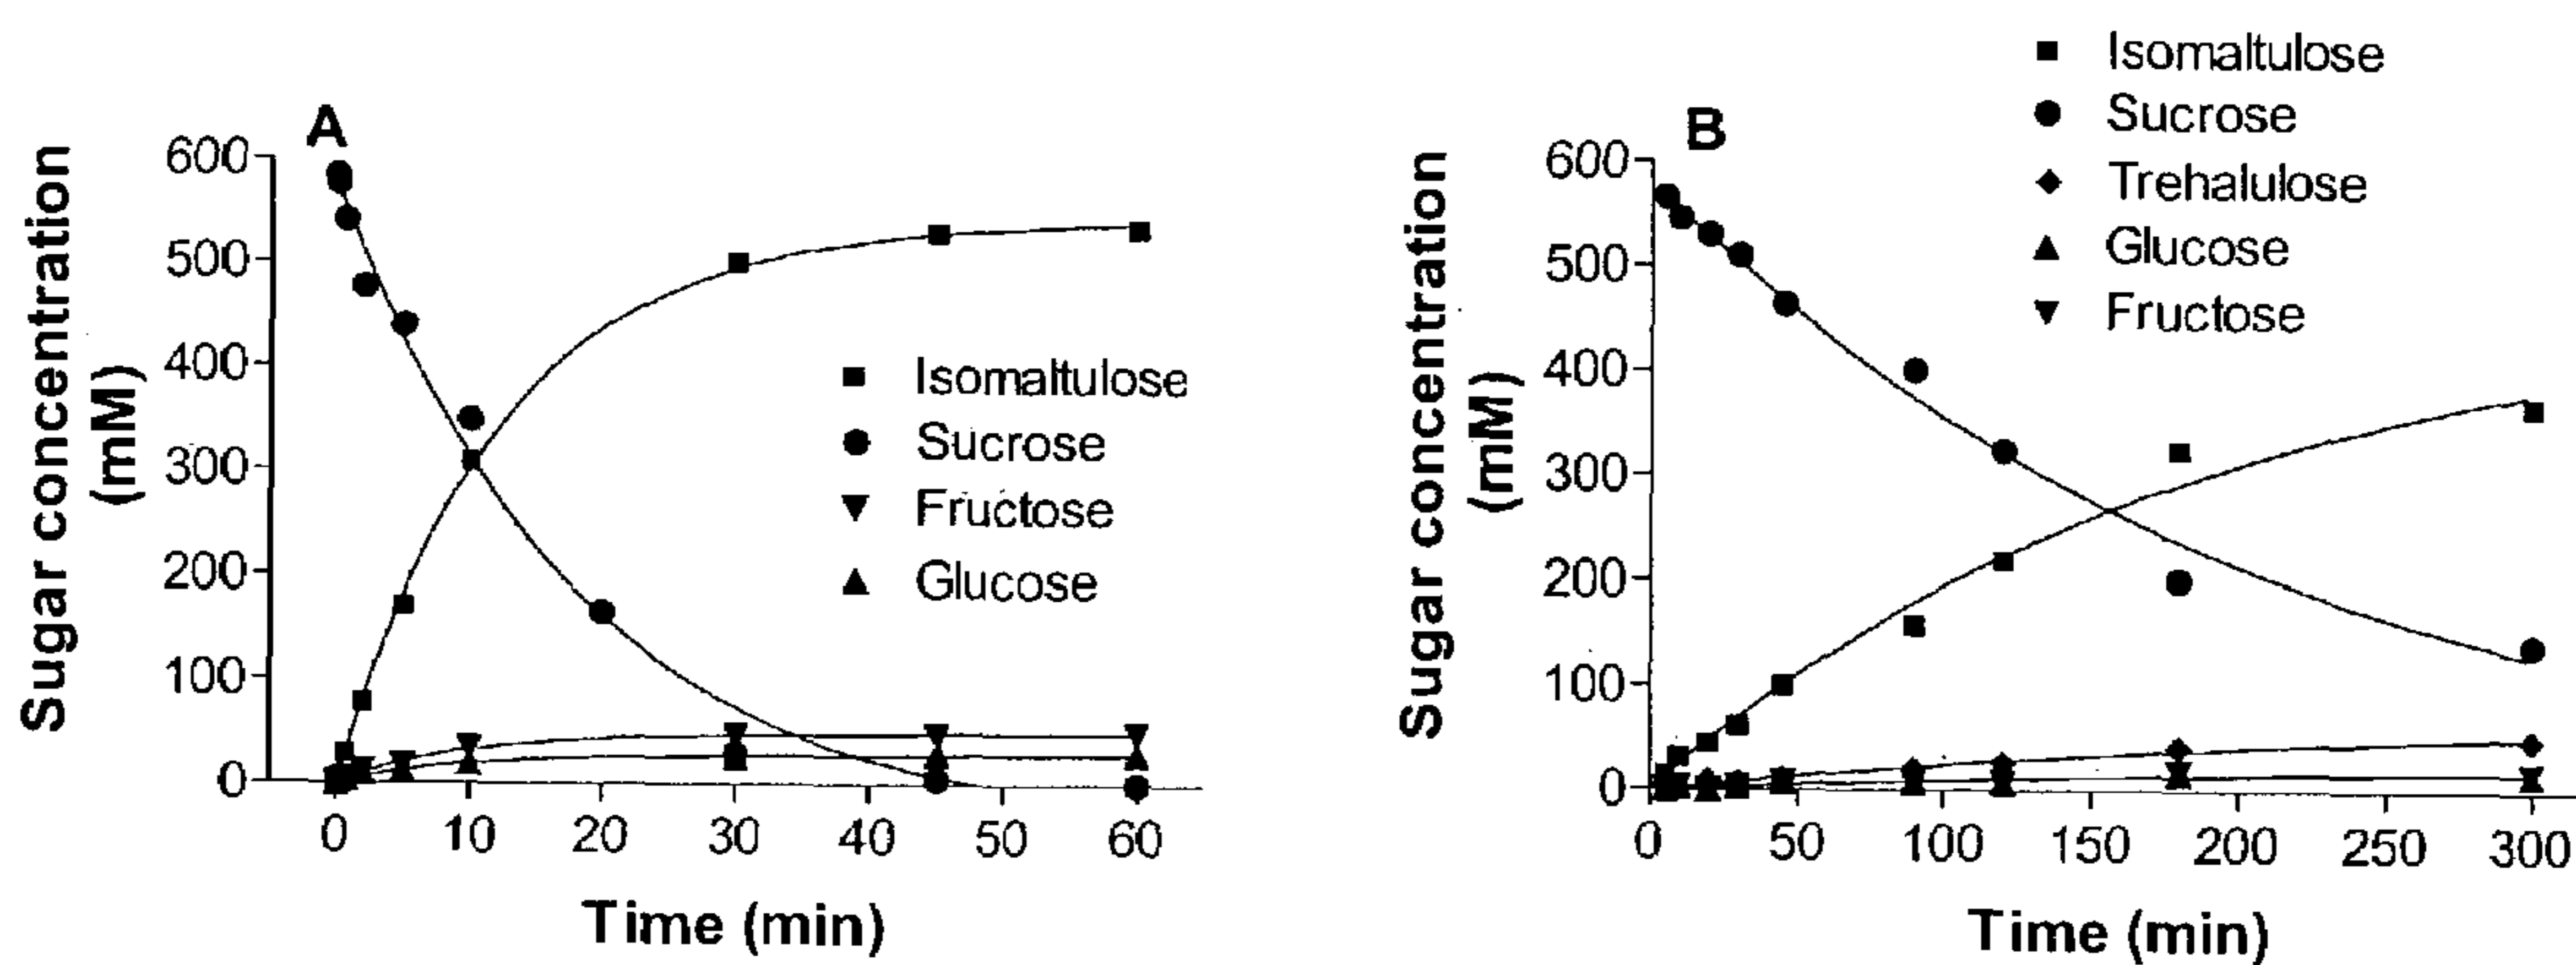 A
Sugar concentration
(mM)
600
500
400
300
200
100
0
0 10 20 30 40 50 60
Time (min)
Isomaltulose
Sucrose
Fructose
Glucose
B
Sugar concentration
(mM)
600
500
400
300
200
100
0
0 50 100 150 200 250 300
Time (min)
Isomaltulose
Sucrose
Trehalulose
Glucose
Fructose